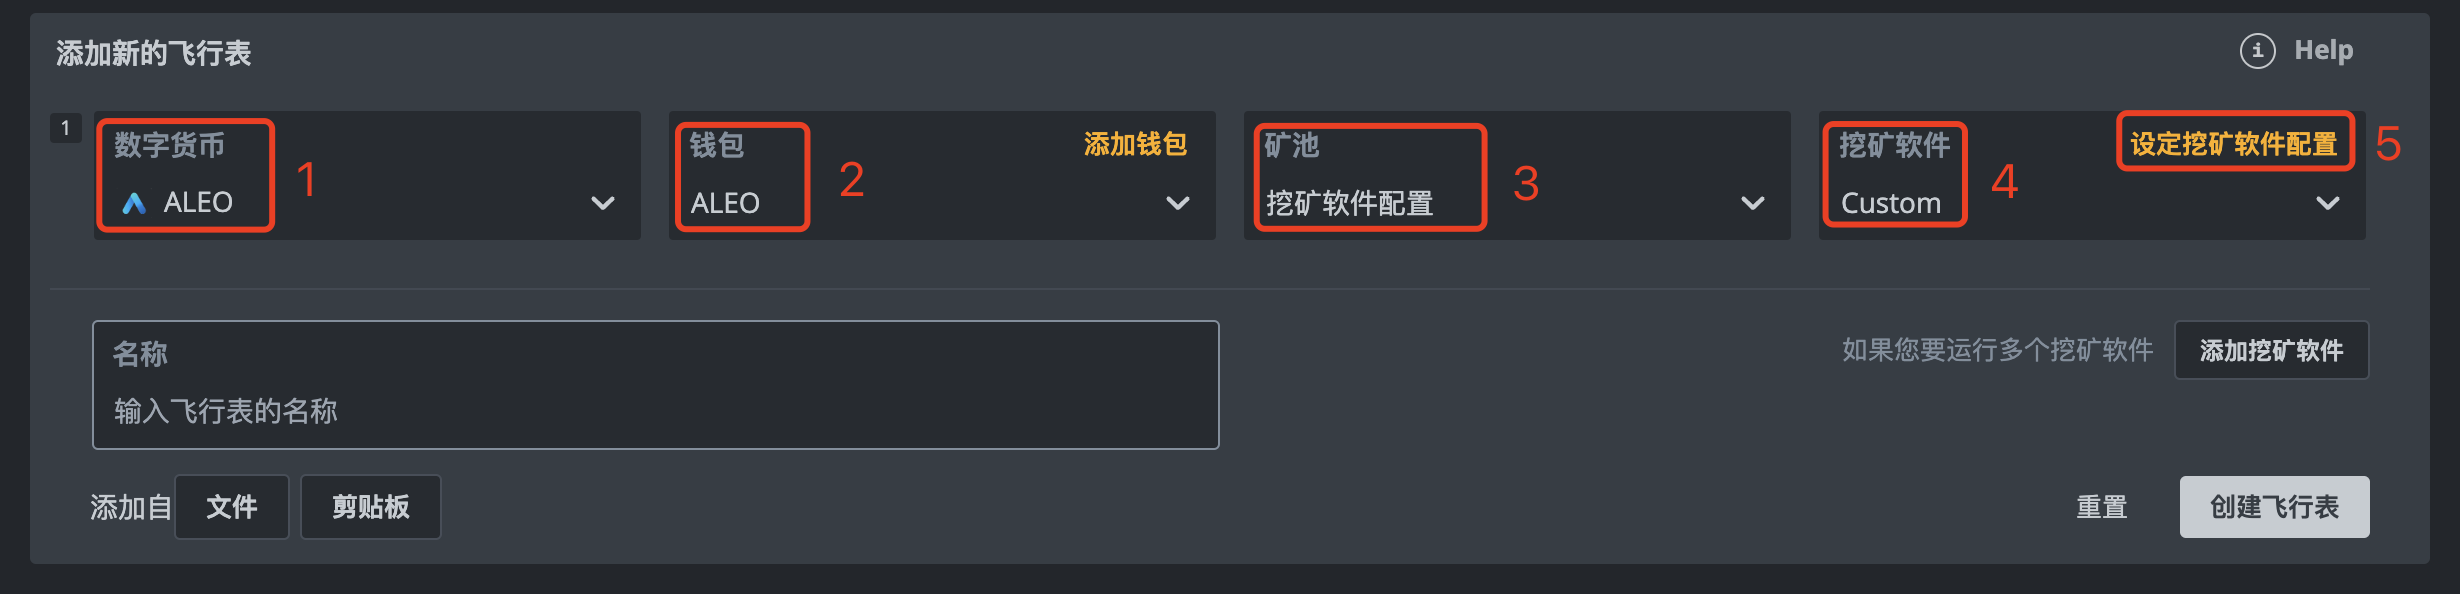 添加新的飞行表
Help
1
数字货币
ALEO
1
钱包
添加钱包
ALEO
2
矿池
挖矿软件配置
3
挖矿软件
设定挖矿软件配置
Custom
4
5
名称
输入飞行表的名称
如果您要运行多个挖矿软件
添加挖矿软件
添加自
文件
剪贴板
重置
创建飞行表